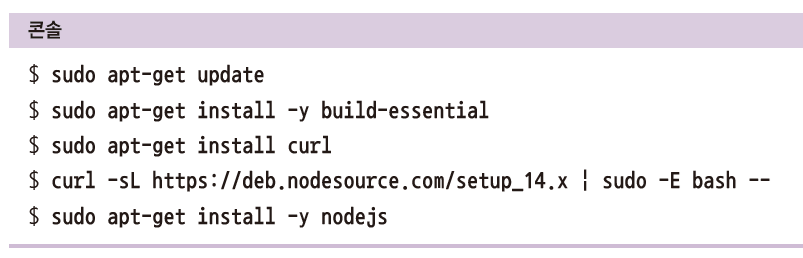 콘솔
$ sudo apt-get update
$ sudo apt-get install -y build-essential
$ sudo apt-get install curl
$ curl -sL https://deb.nodesource.com/setup_14.x | sudo -E bash --
$ sudo apt-get install -y nodejs